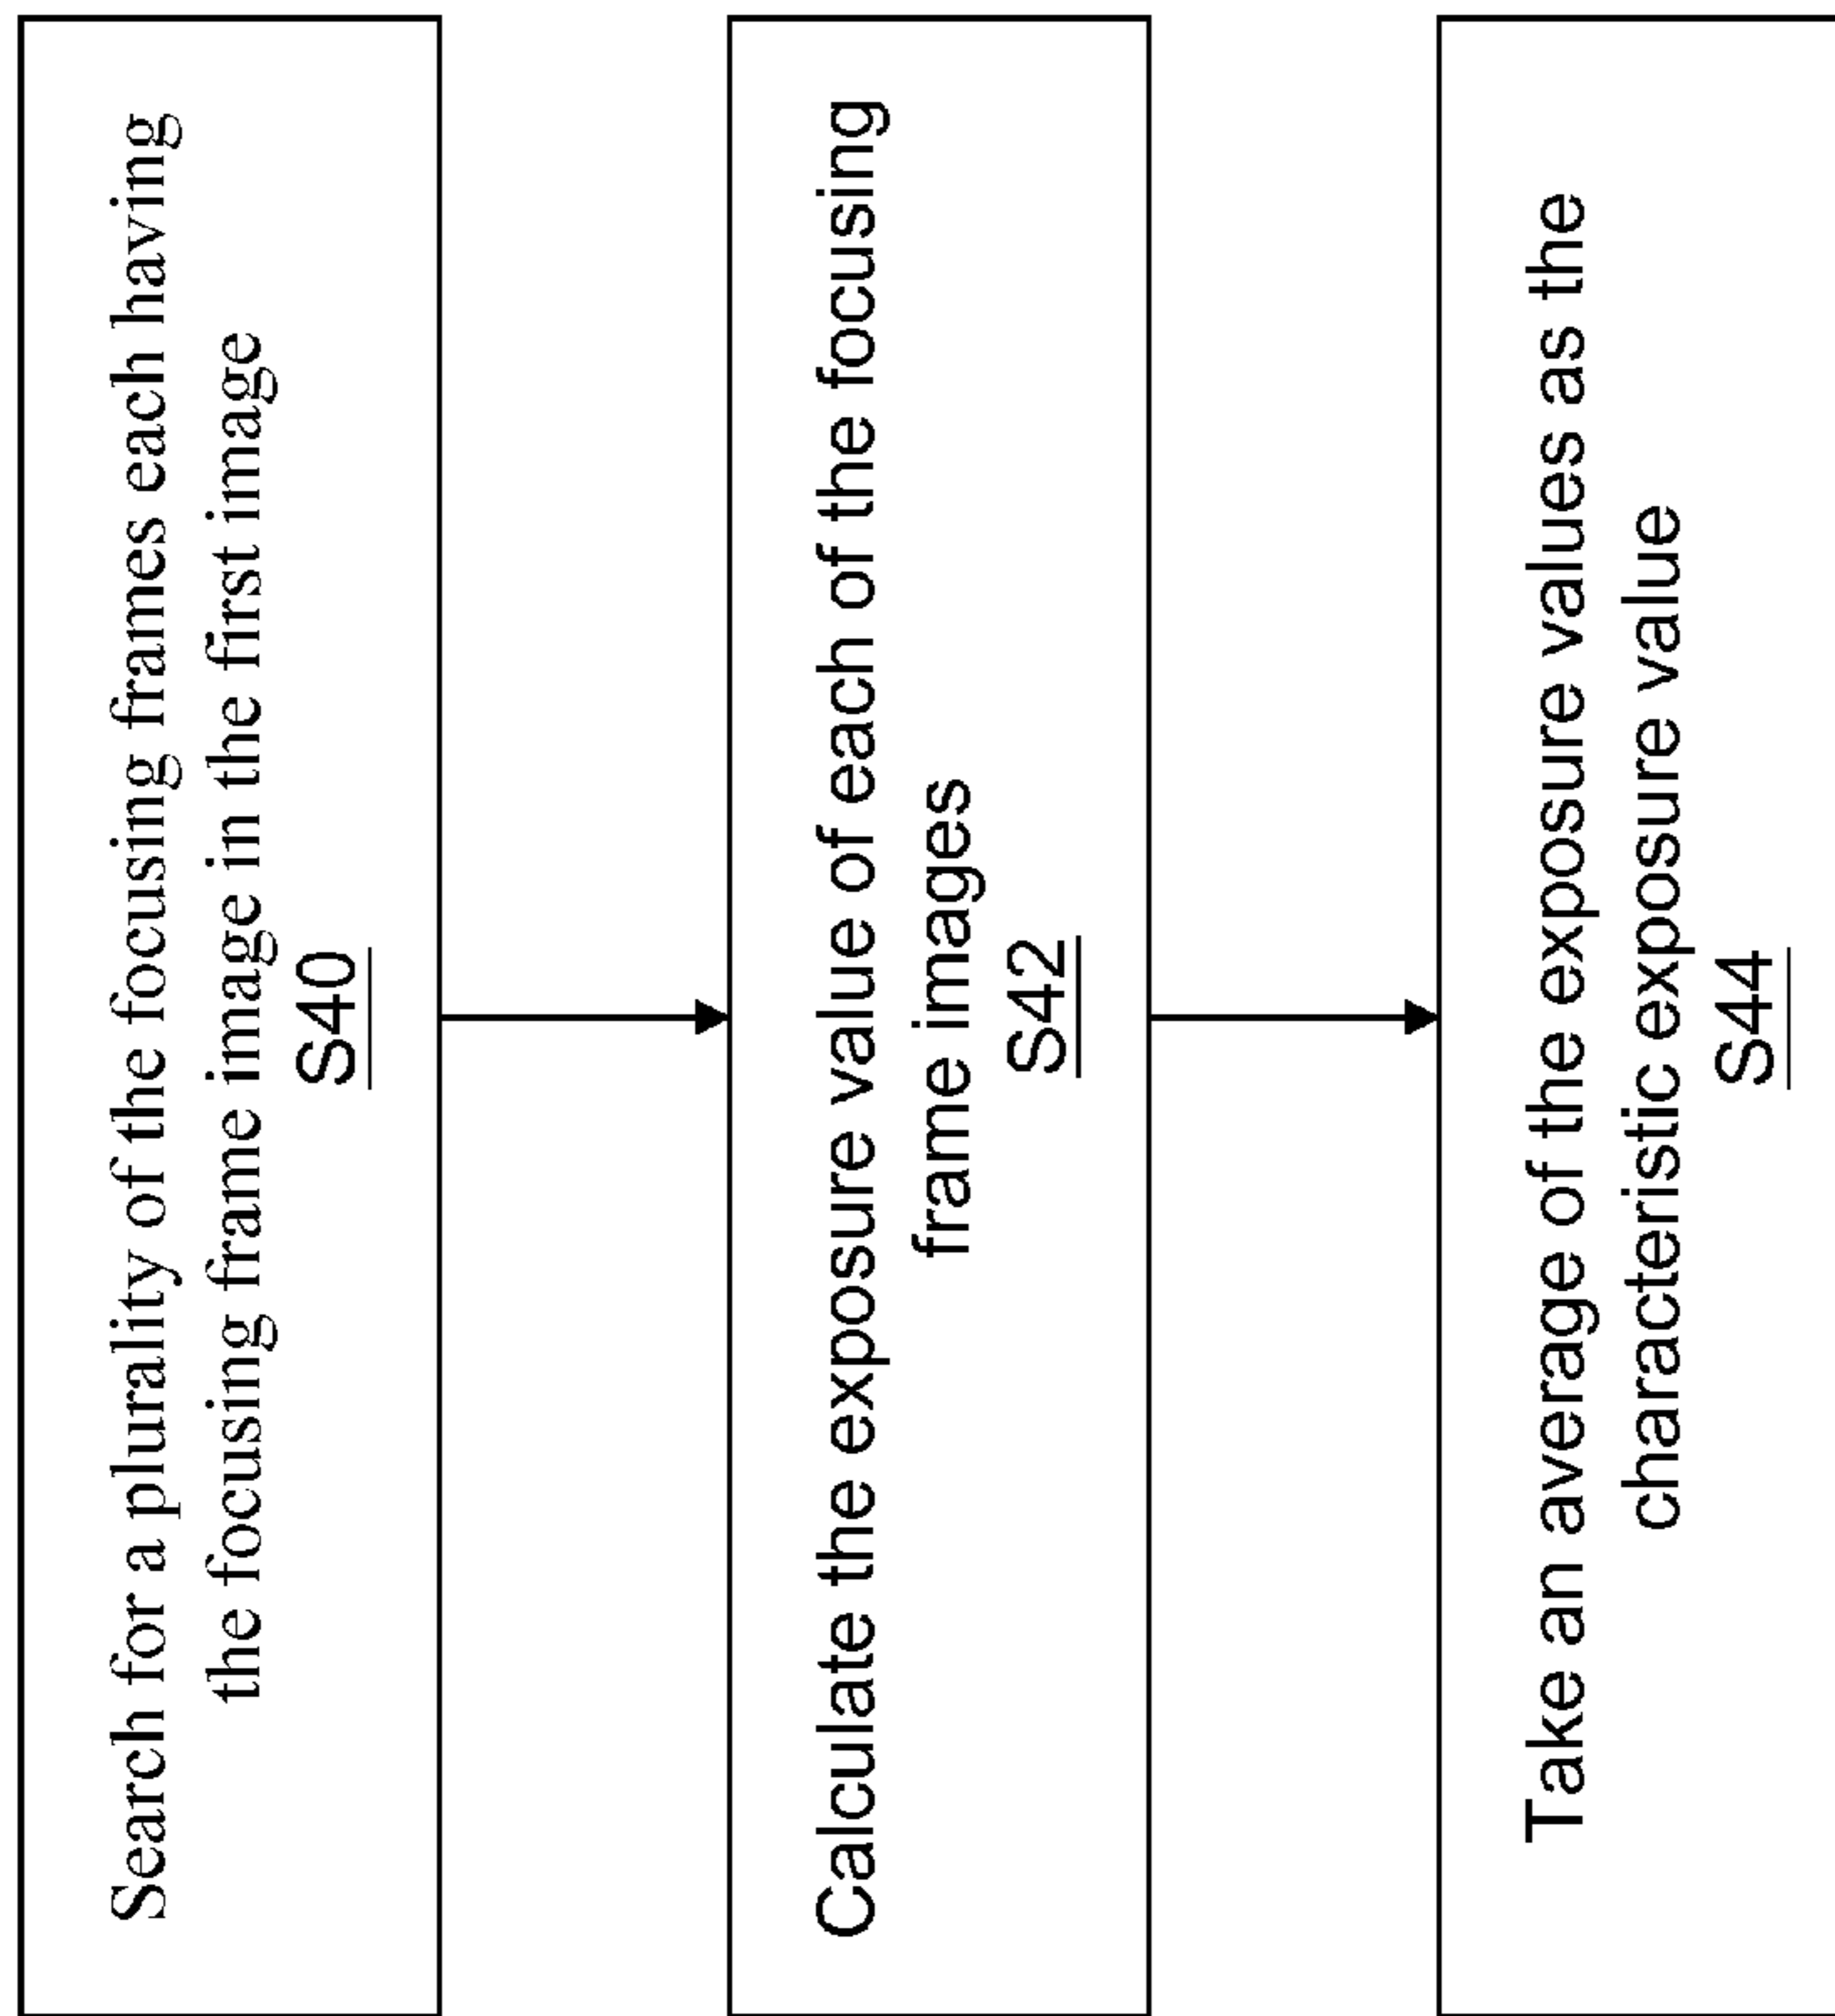 Search for a plurality of the focusing frames each having
the focusing frame image in the first image
S40
Calculate the exposure value of each of the focusing
frame images
S42
Take an average of the exposure values as the
characteristic exposure value
S44